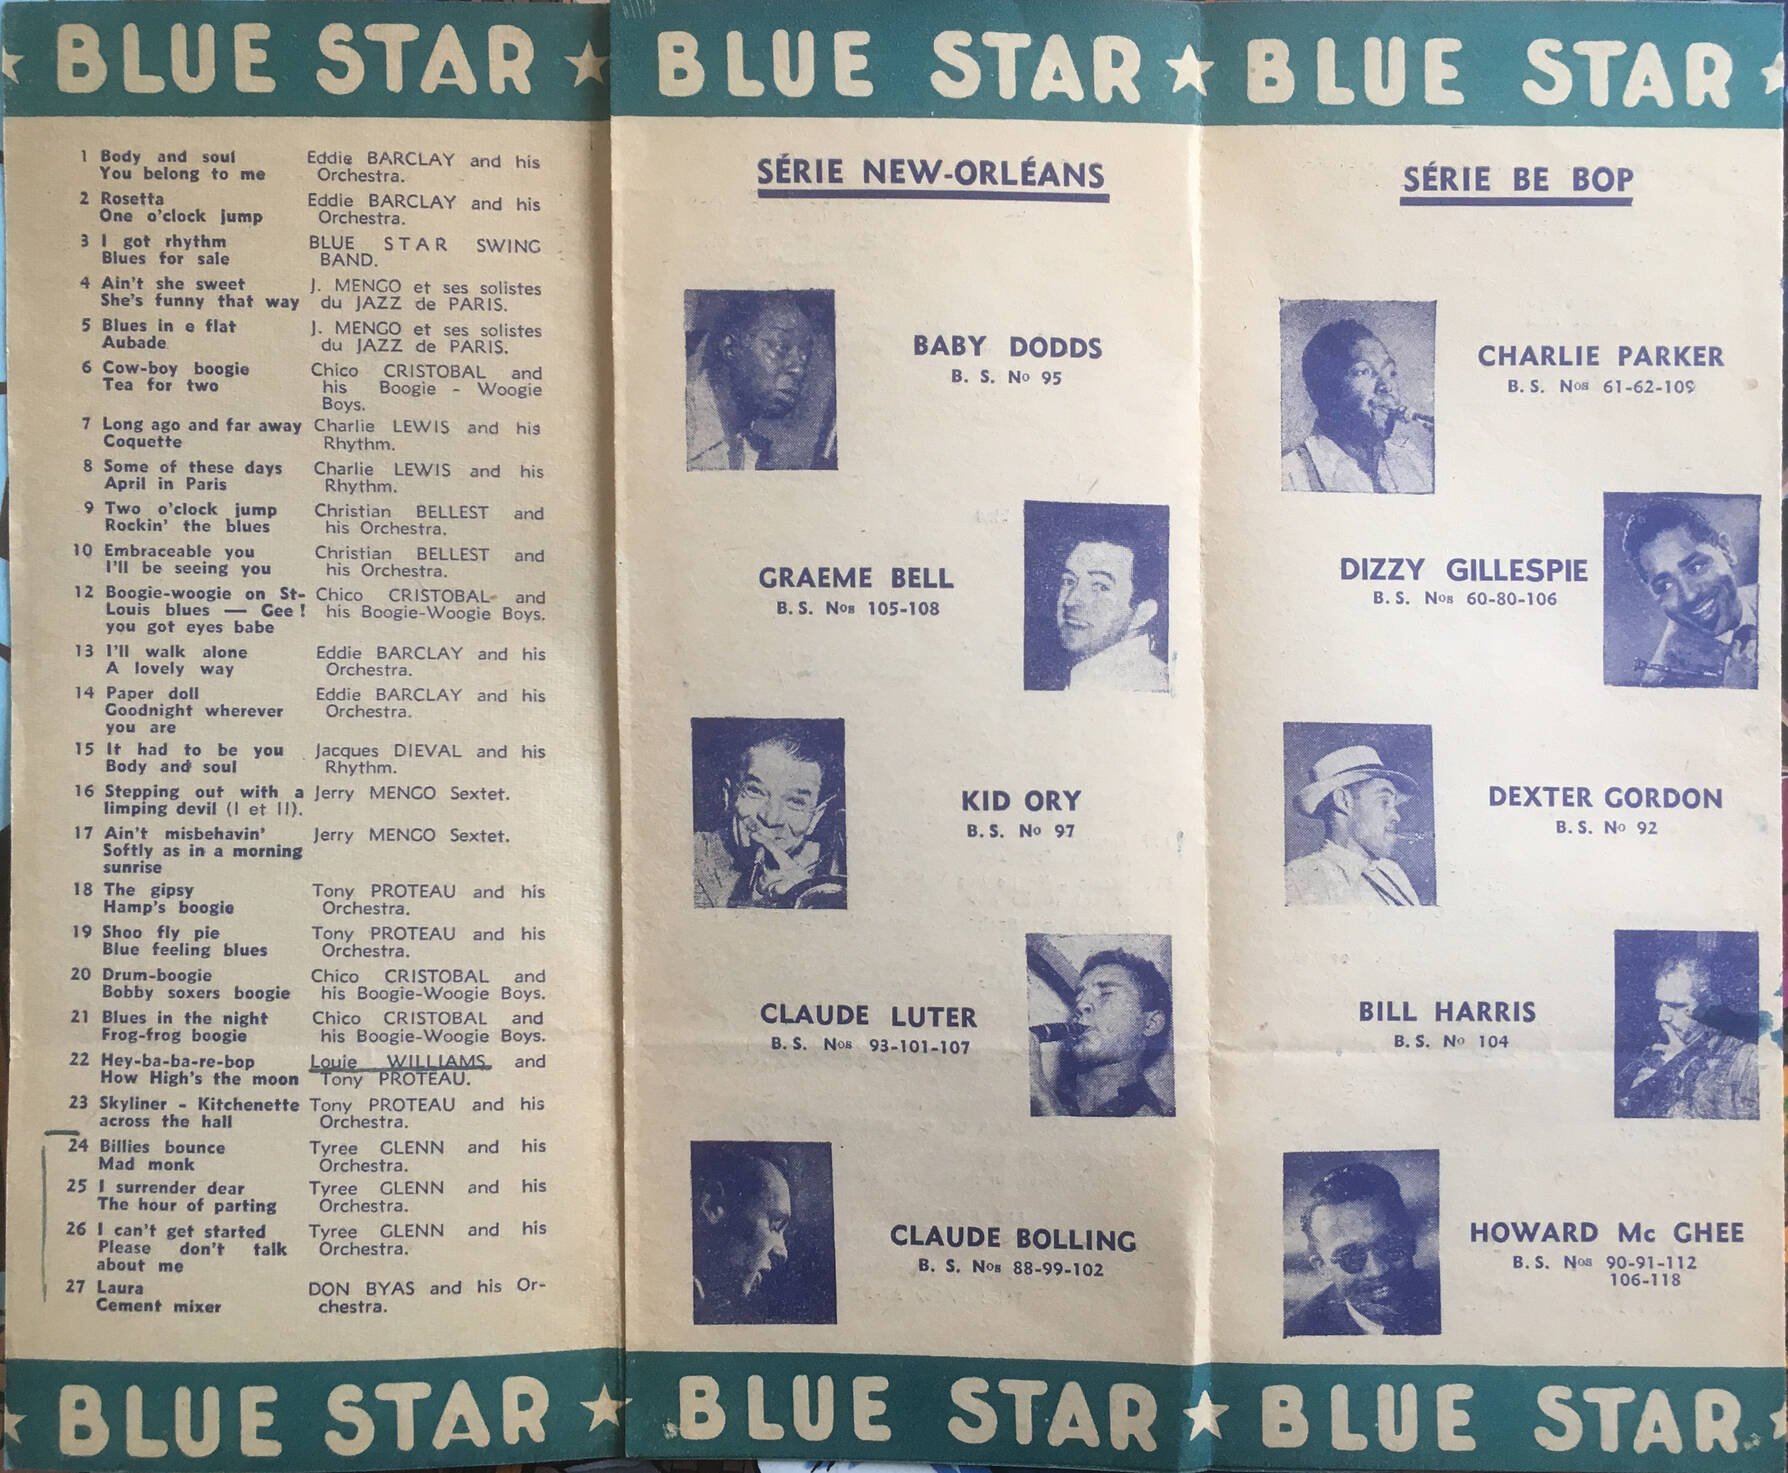 BLUE STAR
1 Body and soul Eddie BARCLAY and his
You belong to me Orchestra.
2 Rosetta Eddie BARCLAY and his
One o'clock jump Orchestra.
3 I got rhythm BLUE STAR SWING
Blues for sale BAND.
4 Ain't she sweet J. MENGO et ses solistes
She's funny that way du JAZZ de PARIS.
5 Blues in e flat J. MENGO et ses solistes
Aubade du JAZZ de PARIS.
6 Cow-boy boogie Chico CRISTOBAL and
Tea for two his Boogie - Woogie
Boys.
7 Long ago and far away Charlie LEWIS and his
Coquette Rhythm.
8 Some of these days Charlie LEWIS and his
April in Paris Rhythm.
9 Two o'clock jump Christian BELLEST and
Rockin' the blues his Orchestra.
10 Embraceable you Christian BELLEST and
I'll be seeing you his Orchestra.
12 Boogie-woogie on St- Chico CRISTOBAL and
Louis blues — Gee ! his Boogie-Woogie Boys.
you got eyes babe
13 I'll walk alone Eddie BARCLAY and his
A lovely way Orchestra.
14 Paper doll Eddie BARCLAY and his
Goodnight wherever Orchestra.
you are
15 It had to be you Jacques DIEVAL and his
Body and soul Rhythm.
16 Stepping out with a Jerry MENGO Sextet.
limping devil (I et II).
17 Ain't misbehavin' Jerry MENGO Sextet.
Softly as in a morning
sunrise
18 The gipsy Tony PROTEAU and his
Hamp's boogie Orchestra.
19 Shoo fly pie Tony PROTEAU and his
Blue feeling blues Orchestra.
20 Drum-boogie Chico CRISTOBAL and
Bobby soxers boogie his Boogie-Woogie Boys.
21 Blues in the night Chico CRISTOBAL and
Frog-frog boogie his Boogie-Woogie Boys.
22 Hey-ba-ba-re-bop Louie WILLIAMS and
How High's the moon Tony PROTEAU.
23 Skyliner - Kitchenette Tony PROTEAU and his
across the hall Orchestra.
24 Billies bounce Tyree GLENN and his
Mad monk Orchestra.
25 I surrender dear Tyree GLENN and his
The hour of parting Orchestra.
26 I can't get started Tyree GLENN and his
Please don't talk Orchestra.
about me
27 Laura DON BYAS and his Or-
Cement mixer chestra.
BLUE STAR
BLUE STAR
SÉRIE NEW-ORLÉANS
BABY DODDS
B. S. No 95
GRAEME BELL
B. S. Nos 105-108
KID ORY
B. S. No 97
CLAUDE LUTER
B. S. Nos 93-101-107
CLAUDE BOLLING
B. S. Nos 88-99-102
BLUE STAR
BLUE STAR
SÉRIE BE BOP
CHARLIE PARKER
B. S. Nos 61-62-109
DIZZY GILLESPIE
B. S. Nos 60-80-106
DEXTER GORDON
B. S. No 92
BILL HARRIS
B. S. No 104
HOWARD Mc GHEE
B. S. Nos 90-91-112
106-118
BLUE STAR